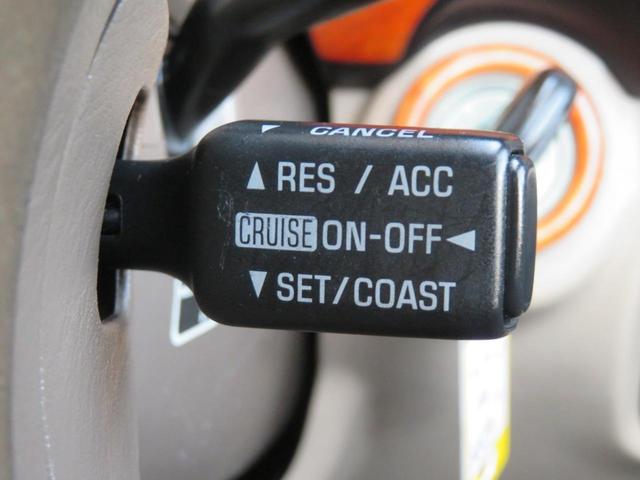 ▼ CANCEL
▲ RES / ACC
CRUISE ON-OFF ◀
▼ SET/COAST